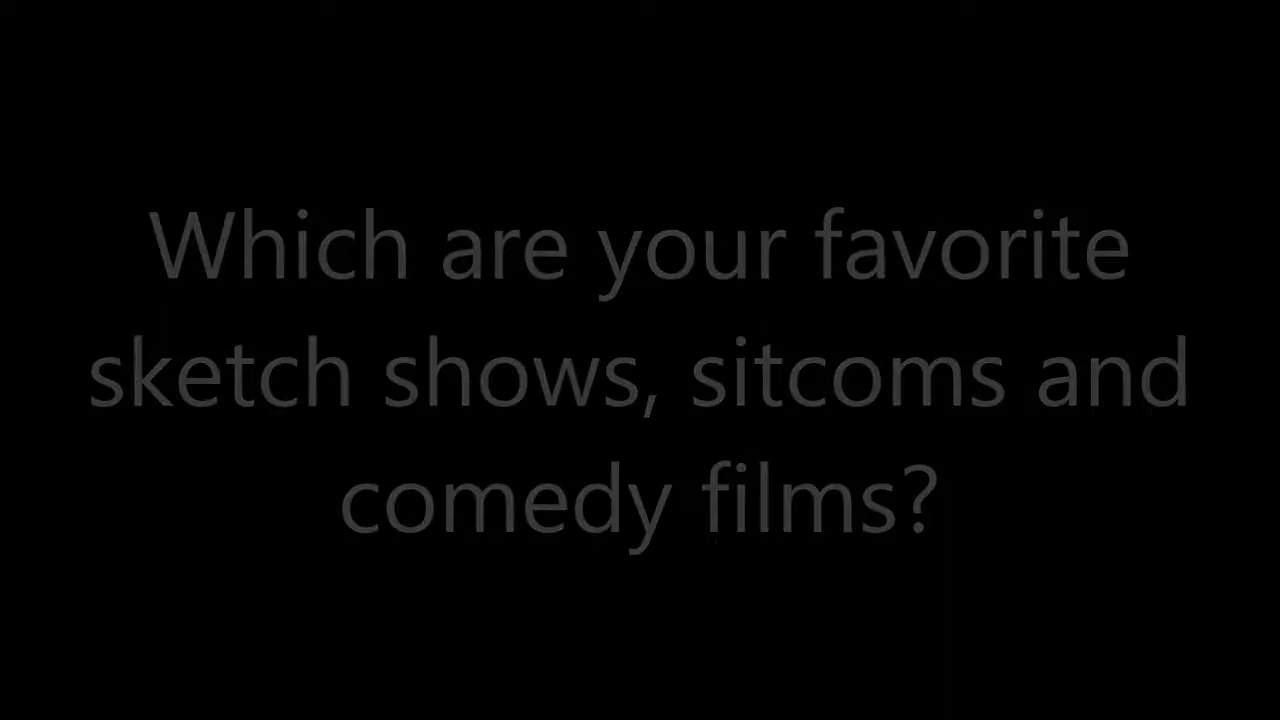 Which are your favorite
sketch shows, sitcoms and
comedy films?